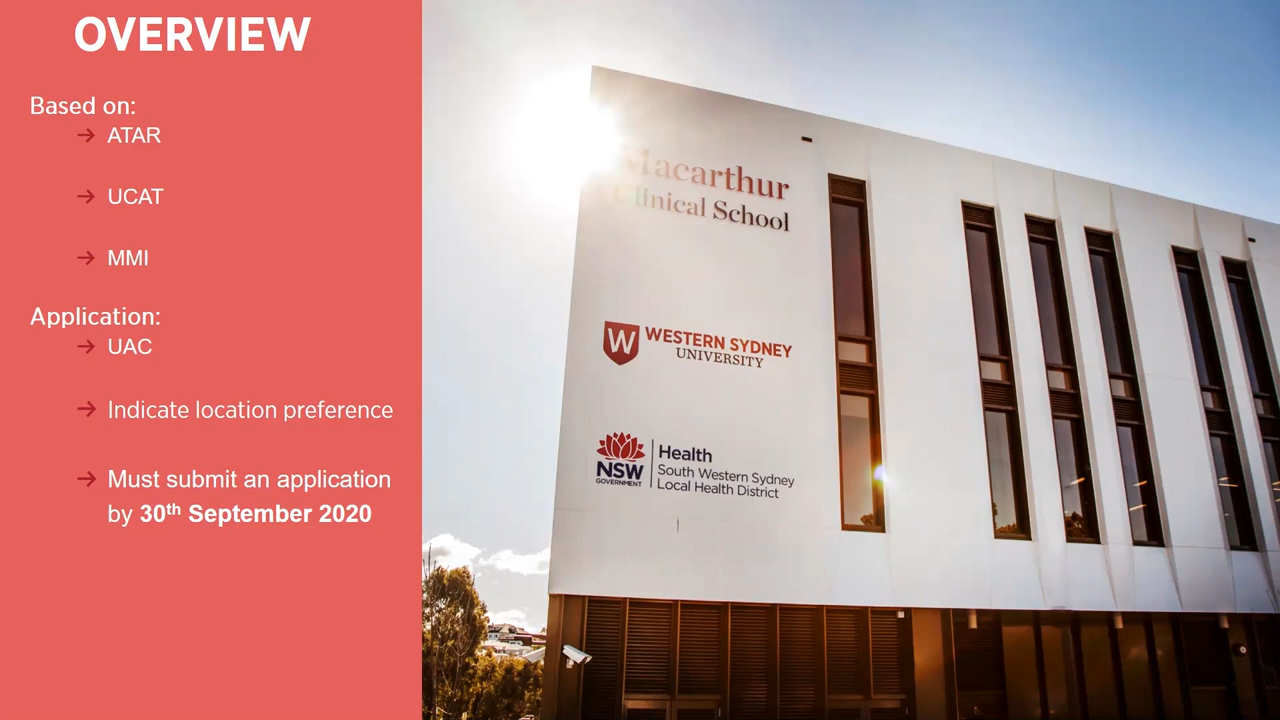 OVERVIEW
Based on:
→ ATAR
→ UCAT
→ MMI
Application:
→ UAC
→ Indicate location preference
→ Must submit an application
by 30th September 2020
Macarthur
Clinical School
W WESTERN SYDNEY
UNIVERSITY
NSW
GOVERNMENT
Health
South Western Sydney
Local Health District